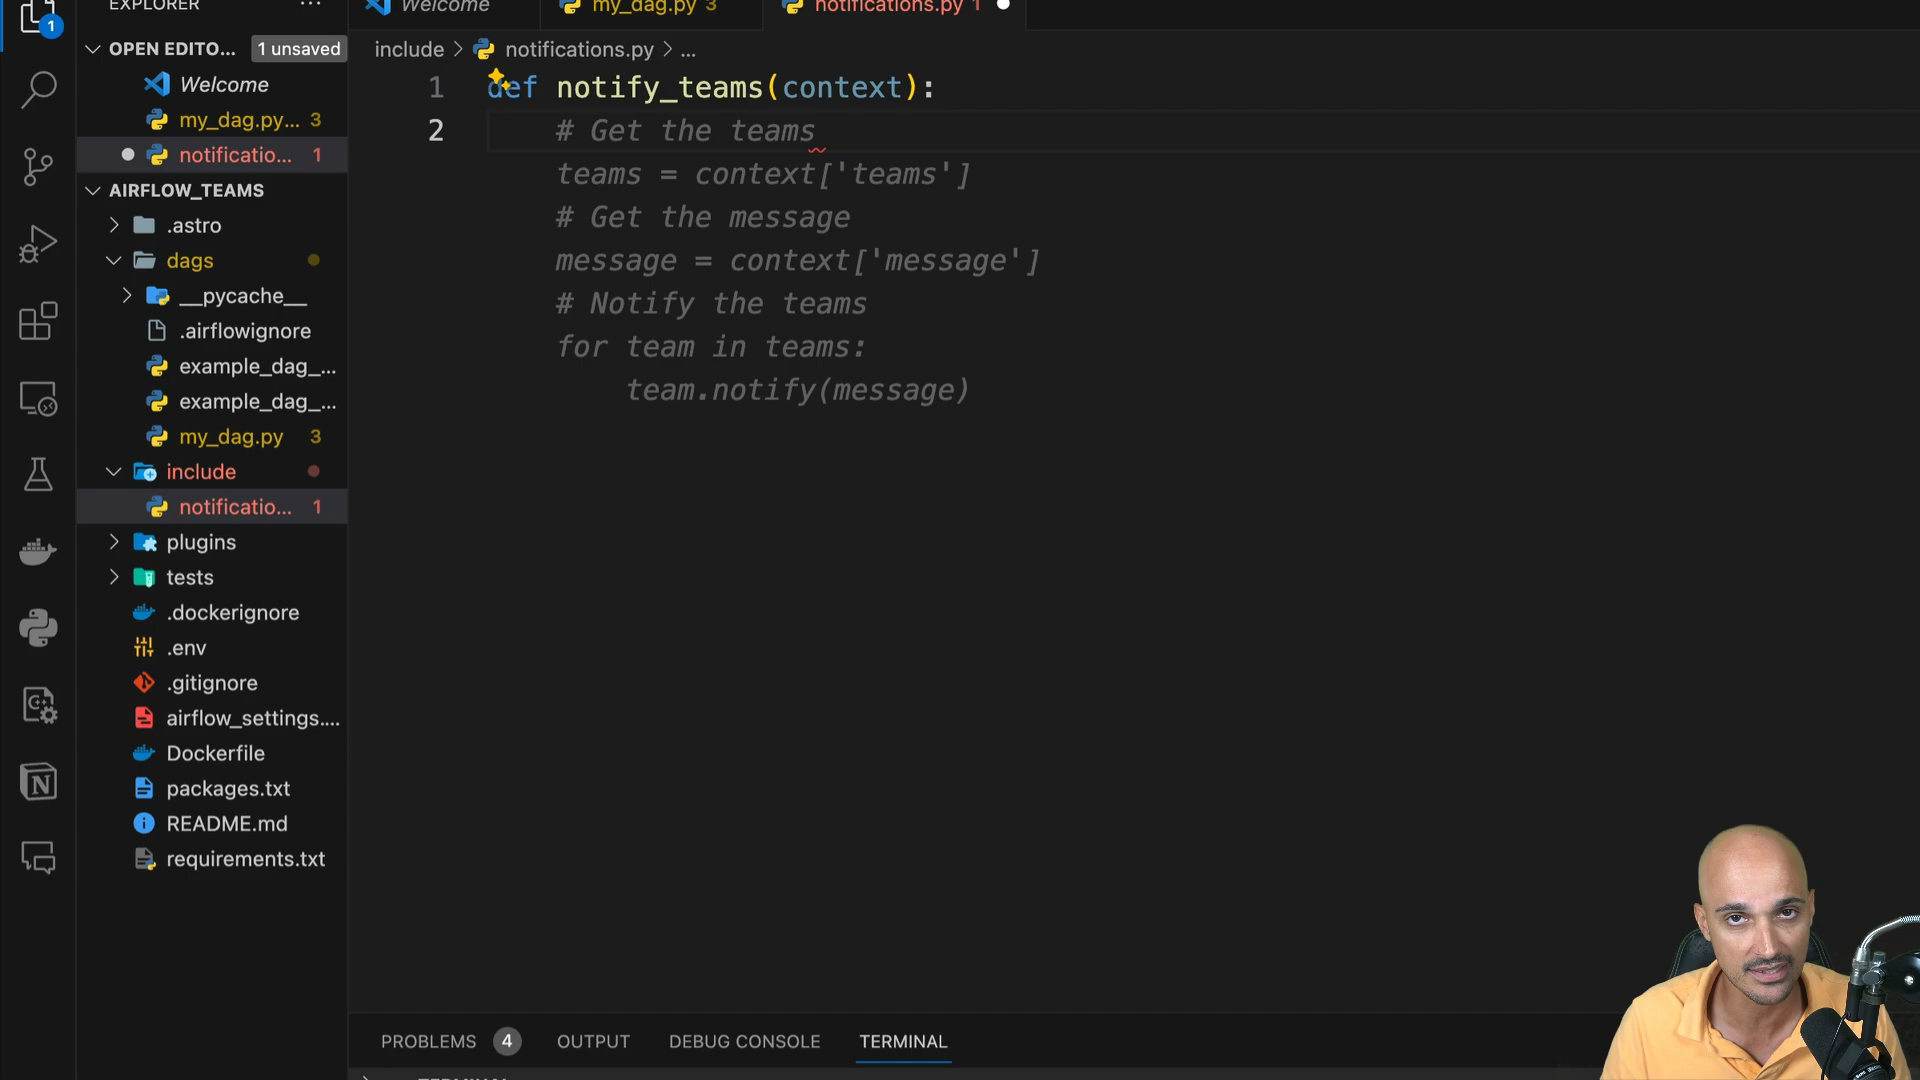 EXPLORER
...
1
OPEN EDITO... 1 unsaved
Welcome
my_dag.py... 3
notificatio... 1
AIRFLOW_TEAMS
.astro
dags
__pycache__
.airflowignore
example_dag_...
example_dag_...
my_dag.py 3
include
notificatio... 1
plugins
tests
.dockerignore
.env
.gitignore
airflow_settings....
Dockerfile
packages.txt
README.md
requirements.txt
Welcome my_dag.py 3 notifications.py 1
include > notifications.py > ...
1 def notify_teams(context):
2 # Get the teams
teams = context['teams']
# Get the message
message = context['message']
# Notify the teams
for team in teams:
team.notify(message)
PROBLEMS 4 OUTPUT DEBUG CONSOLE TERMINAL
TERMINAL